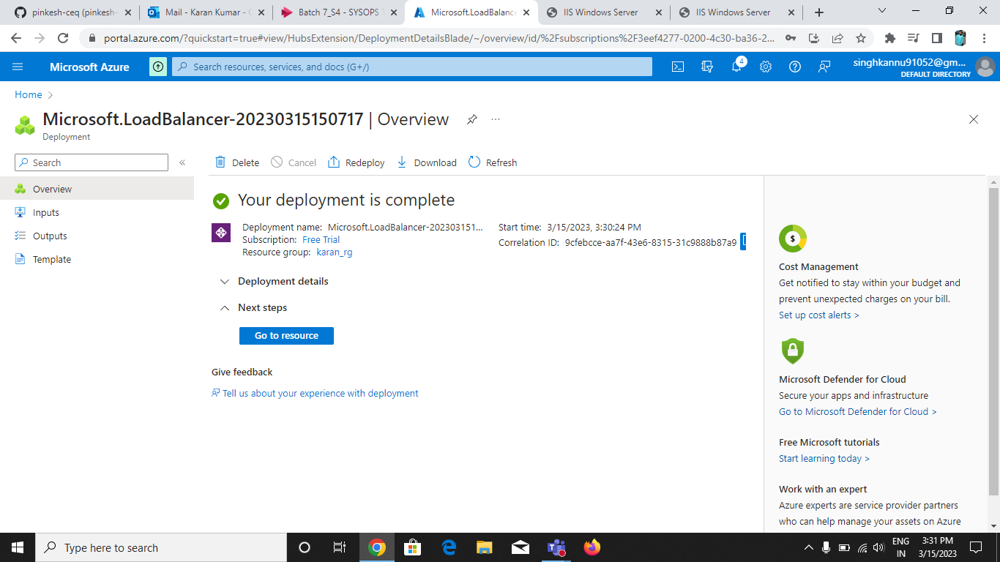 pinkesh-ceq (pinkesh-
Mail - Karan Kumar -
Batch 7_S4 - SYSOPS
Microsoft.LoadBalance
IIS Windows Server
IIS Windows Server
portal.azure.com/?quickstart=true#view/HubsExtension/DeploymentDetailsBlade/~/overview/id/%2Fsubscriptions%2F3eef4277-0200-4c30-ba36-2...
Microsoft Azure
Search resources, services, and docs (G+/)
4
singhkannu91052@gm...
DEFAULT DIRECTORY
Home
Microsoft.LoadBalancer-20230315150717 | Overview
Deployment
Search
Delete
Cancel
Redeploy
Download
Refresh
Overview
Inputs
Outputs
Template
Your deployment is complete
Deployment name: Microsoft.LoadBalancer-202303151...
Subscription: Free Trial
Resource group: karan_rg
Start time: 3/15/2023, 3:30:24 PM
Correlation ID: 9cfebcce-aa7f-43e6-8315-31c9888b87a9
Deployment details
Next steps
Go to resource
Give feedback
Tell us about your experience with deployment
Cost Management
Get notified to stay within your budget and
prevent unexpected charges on your bill.
Set up cost alerts >
Microsoft Defender for Cloud
Secure your apps and infrastructure
Go to Microsoft Defender for Cloud >
Free Microsoft tutorials
Start learning today >
Work with an expert
Azure experts are service provider partners
who can help manage your assets on Azure
Type here to search
ENG
IN
3:31 PM
3/15/2023